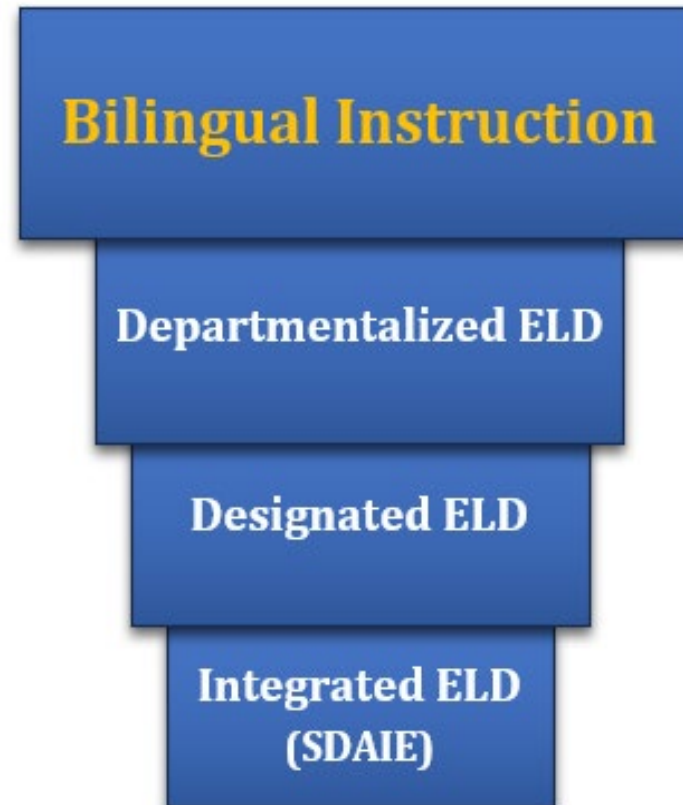 Bilingual Instruction
Departmentalized ELD
Designated ELD
Integrated ELD
(SDAIE)